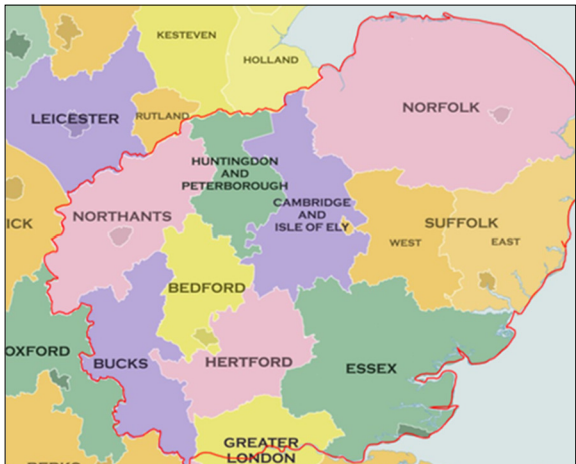 KESTEVEN
HOLLAND
LEICESTER
RUTLAND
NORFOLK
HUNTINGDON
AND
PETERBOROUGH
CAMBRIDGE
AND
ISLE OF ELY
NORTHANTS
ICK
SUFFOLK
WEST
EAST
BEDFORD
OXFORD
BUCKS
HERTFORD
ESSEX
GREATER
LONDON
BERKS